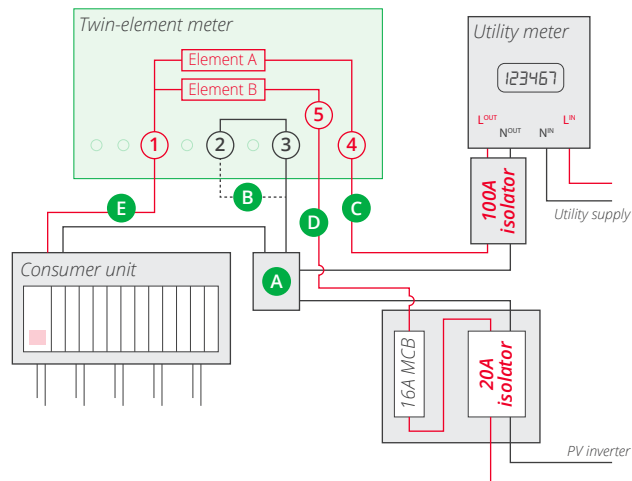 Twin-element meter
Element A
Element B
1
2
3
5
4
B
C
D
E
A
Utility meter
123467
LOUT
NOUT
NIN
LIN
100A
isolator
Utility supply
Consumer unit
16A MCB
20A
isolator
PV inverter